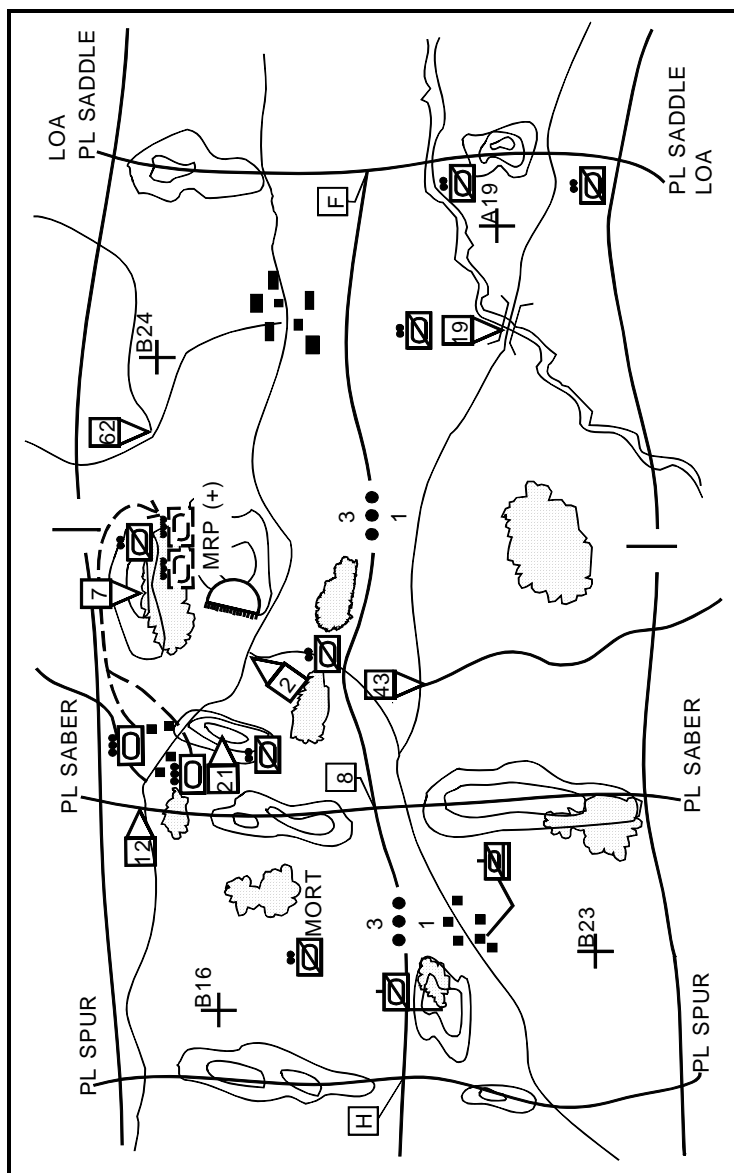 LOA
PL SADDLE
PL SADDLE
LOA
F
A19
B24
19
62
MRP (+)
7
3
1
2
43
PL SABER
PL SABER
21
8
12
MORT
3
1
B23
B16
PL SPUR
PL SPUR
H